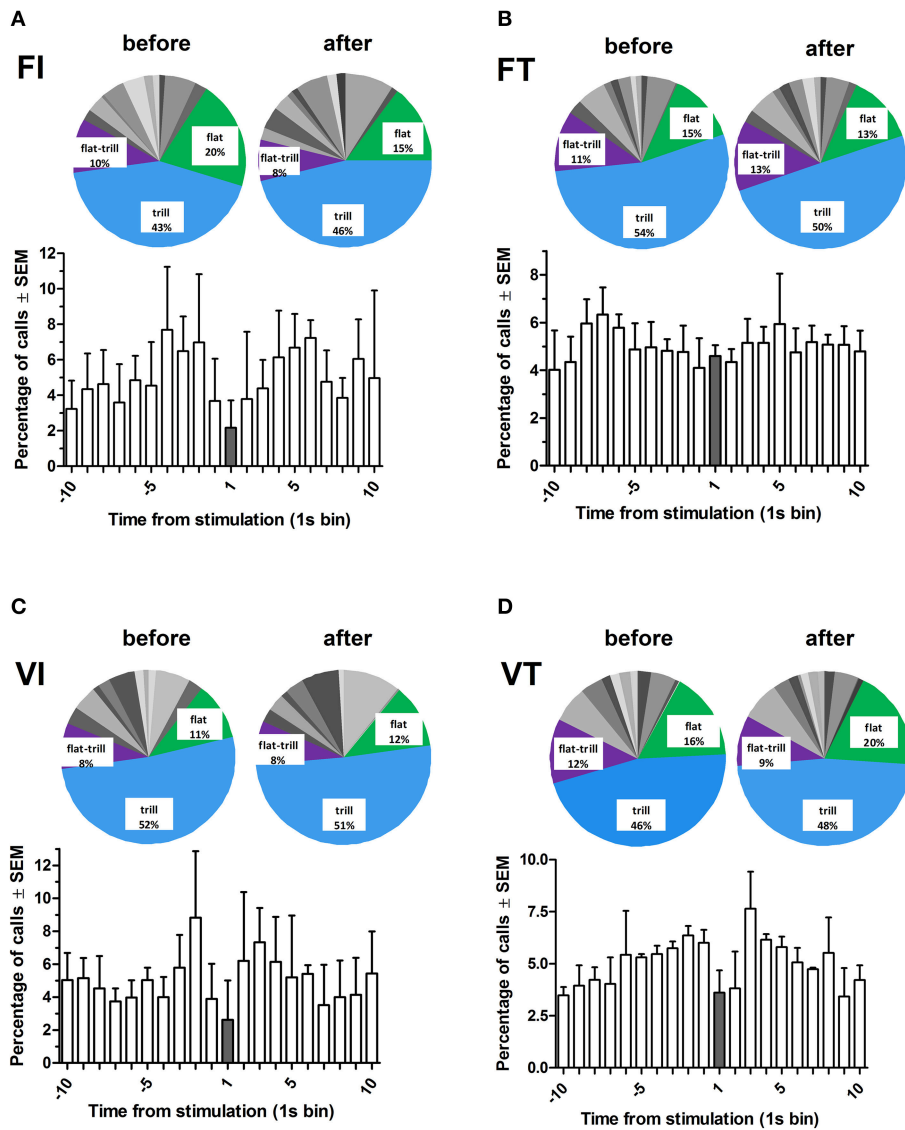 A
before
after
FI
flat
20%
flat-trill
10%
trill
43%
flat
15%
flat-trill
8%
trill
46%
Percentage of calls ± SEM
12
10
8
6
4
2
0
-10
-5
1
5
10
Time from stimulation (1s bin)
B
before
after
FT
flat
15%
flat-trill
11%
trill
54%
flat
13%
flat-trill
13%
trill
50%
Percentage of calls ± SEM
8
6
4
2
0
-10
-5
1
5
10
Time from stimulation (1s bin)
C
before
after
VI
flat
11%
flat-trill
8%
trill
52%
flat
12%
flat-trill
8%
trill
51%
Percentage of calls ± SEM
12
10
8
6
4
2
0
-10
-5
1
5
10
Time from stimulation (1s bin)
D
before
after
VT
flat
16%
flat-trill
12%
trill
46%
flat
20%
flat-trill
9%
trill
48%
Percentage of calls ± SEM
10.0
7.5
5.0
2.5
0.0
-10
-5
1
5
10
Time from stimulation (1s bin)